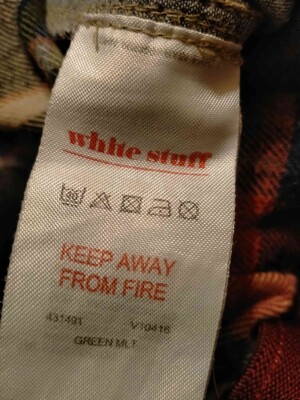 white stuff
KEEP AWAY
FROM FIRE
431491 V10416
GREEN MLT